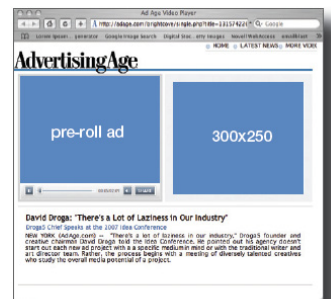 Ad Age Video Player
http://adage.com/brightcove/single.php?title=1331574221
Google
Google Image Search
HOME LATEST NEWS MORE VIDE
AdvertisingAge
pre-roll ad
300x250
David Droga: "There's a Lot of Laziness in Our Industry"
Droga5 Chief Speaks at the 2007 Idea Conference
NEW YORK (AdAge.com) -- "There's a lot of laziness in our industry," Droga5 founder and
creative chairman David Droga told the Idea Conference. He pointed out his agency doesn't
start out each new ad project with a a specific medium in mind or with the traditional writer and
art director team. Rather, the process begins with a meeting of diversely talented creatives
who study the overall media potential of a project.